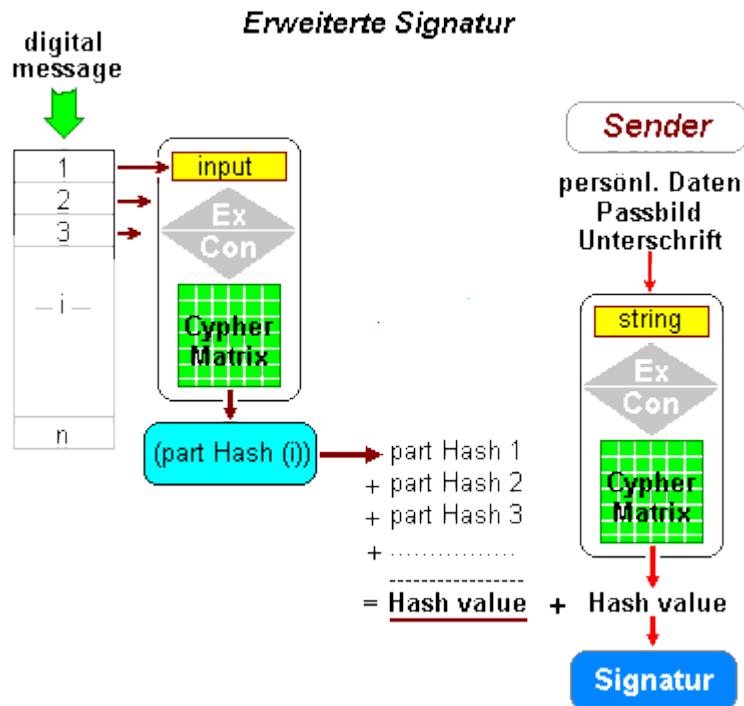 Erweiterte Signatur
digital
message
1
2
3
—i—
n
input
Ex
Con
Cypher
Matrix
(part Hash (i))
part Hash 1
+ part Hash 2
+ part Hash 3
+ ................
----------------
= Hash value + Hash value
Sender
persönl. Daten
Passbild
Unterschrift
string
Ex
Con
Cypher
Matrix
Signatur